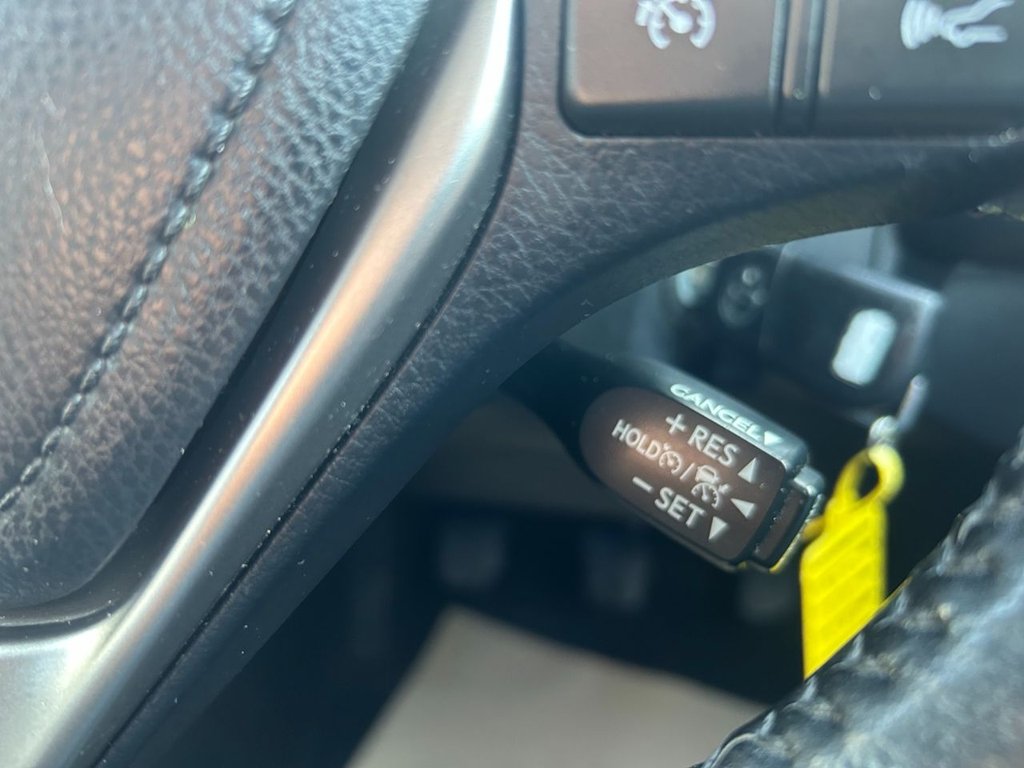 CANCEL
+ RES
HOLD /
– SET